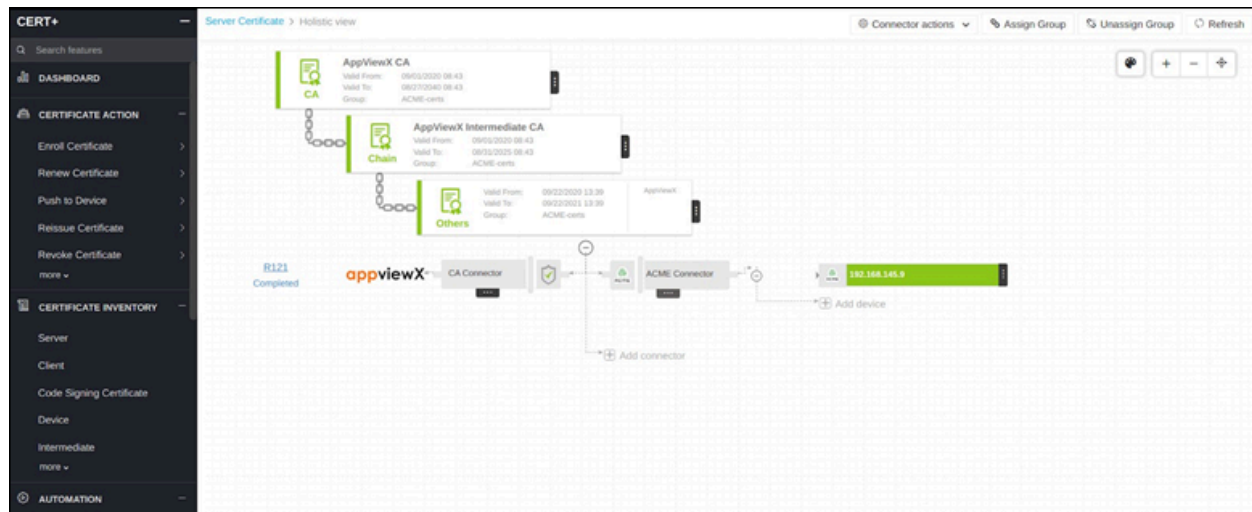 CERT+
Server Certificate > Holistic view
Connector actions
Assign Group
Unassign Group
Refresh
Search features
DASHBOARD
CERTIFICATE ACTION
Enroll Certificate
Renew Certificate
Push to Device
Reissue Certificate
Revoke Certificate
more
CERTIFICATE INVENTORY
Server
Client
Code Signing Certificate
Device
Intermediate
more
AUTOMATION
CA
AppViewX CA
Valid From: 09/01/2020 08:43
Valid To: 08/27/2040 08:43
Group: ACME-certs
Chain
AppViewX Intermediate CA
Valid From: 09/01/2020 08:43
Valid To: 08/31/2025 08:43
Group: ACME-certs
Others
Valid From: 09/22/2020 13:39
Valid To: 09/22/2021 13:39
Group: ACME-certs
AppViewX
R121
Completed
appviewX
CA Connector
ACME
ACME Connector
ACME
192.168.145.9
Add device
Add connector